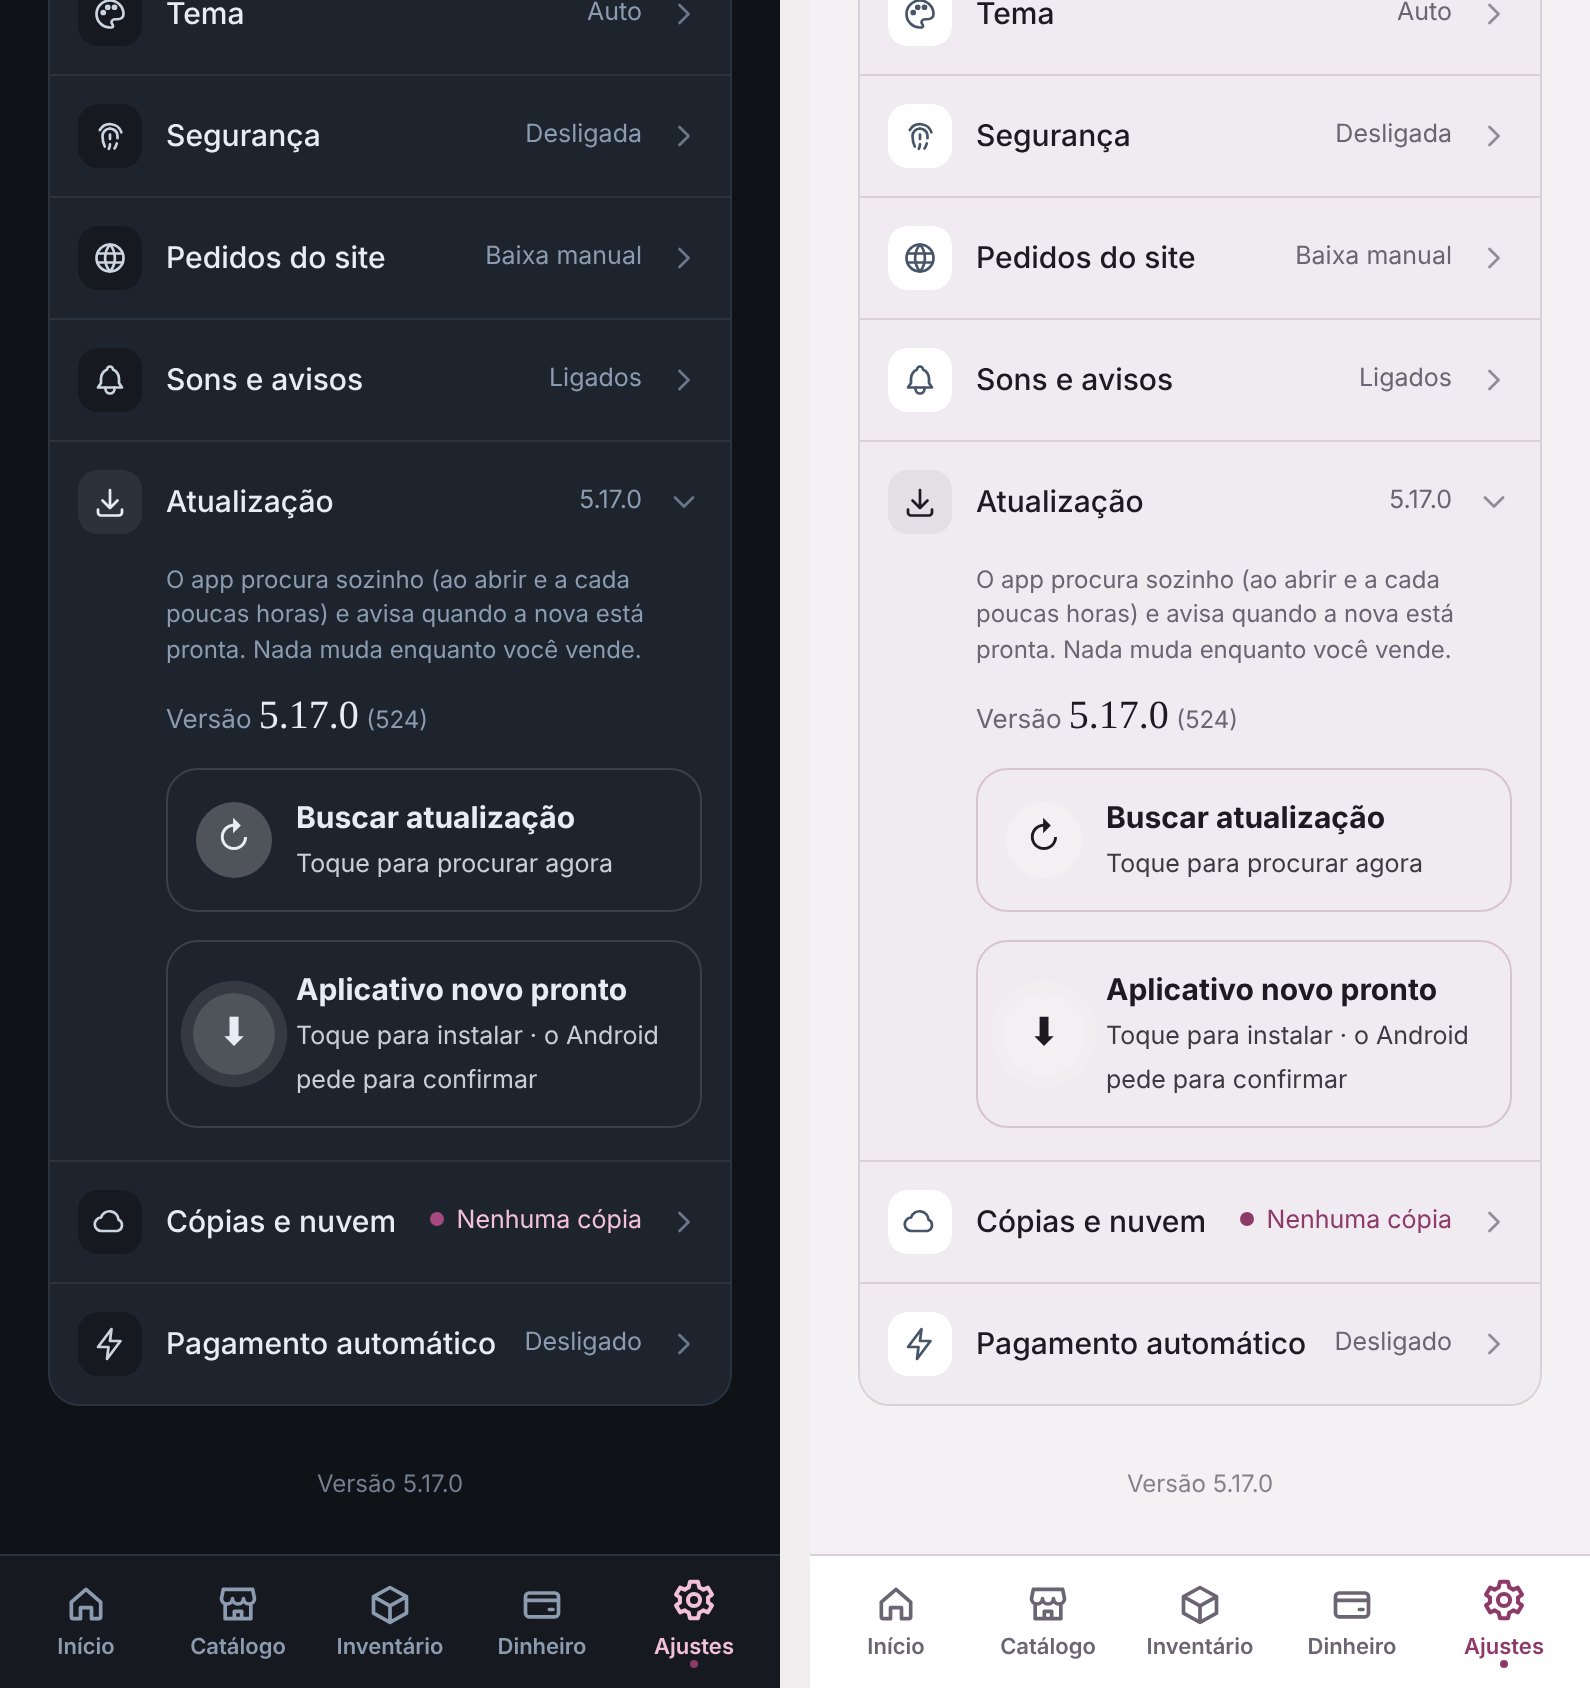 Tema
Auto
Segurança
Desligada
Pedidos do site
Baixa manual
Sons e avisos
Ligados
Atualização
5.17.0
O app procura sozinho (ao abrir e a cada
poucas horas) e avisa quando a nova está
pronta. Nada muda enquanto você vende.
Versão 5.17.0 (524)
Buscar atualização
Toque para procurar agora
Aplicativo novo pronto
Toque para instalar · o Android
pede para confirmar
Cópias e nuvem
Nenhuma cópia
Pagamento automático
Desligado
Versão 5.17.0
Início
Catálogo
Inventário
Dinheiro
Ajustes
Tema
Auto
Segurança
Desligada
Pedidos do site
Baixa manual
Sons e avisos
Ligados
Atualização
5.17.0
O app procura sozinho (ao abrir e a cada
poucas horas) e avisa quando a nova está
pronta. Nada muda enquanto você vende.
Versão 5.17.0 (524)
Buscar atualização
Toque para procurar agora
Aplicativo novo pronto
Toque para instalar · o Android
pede para confirmar
Cópias e nuvem
Nenhuma cópia
Pagamento automático
Desligado
Versão 5.17.0
Início
Catálogo
Inventário
Dinheiro
Ajustes